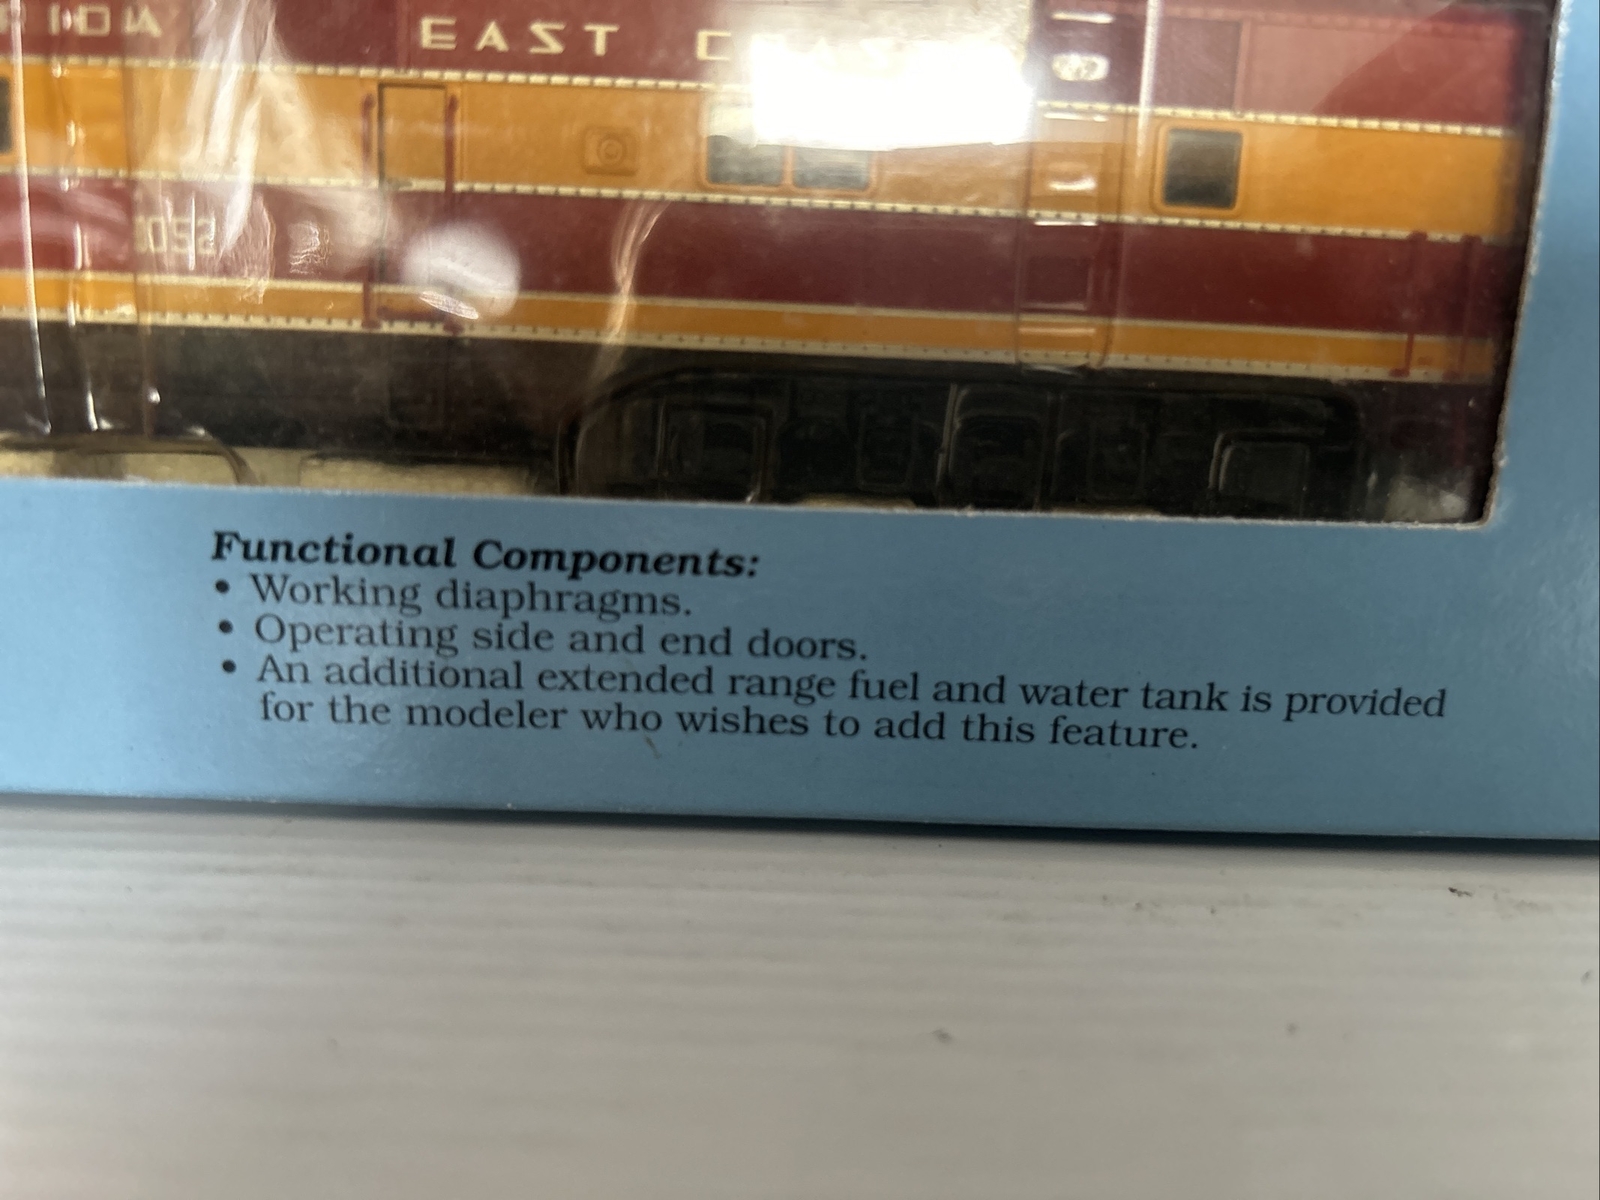 EAST
Functional Components:
• Working diaphragms.
• Operating side and end doors.
• An additional extended range fuel and water tank is provided
for the modeler who wishes to add this feature.